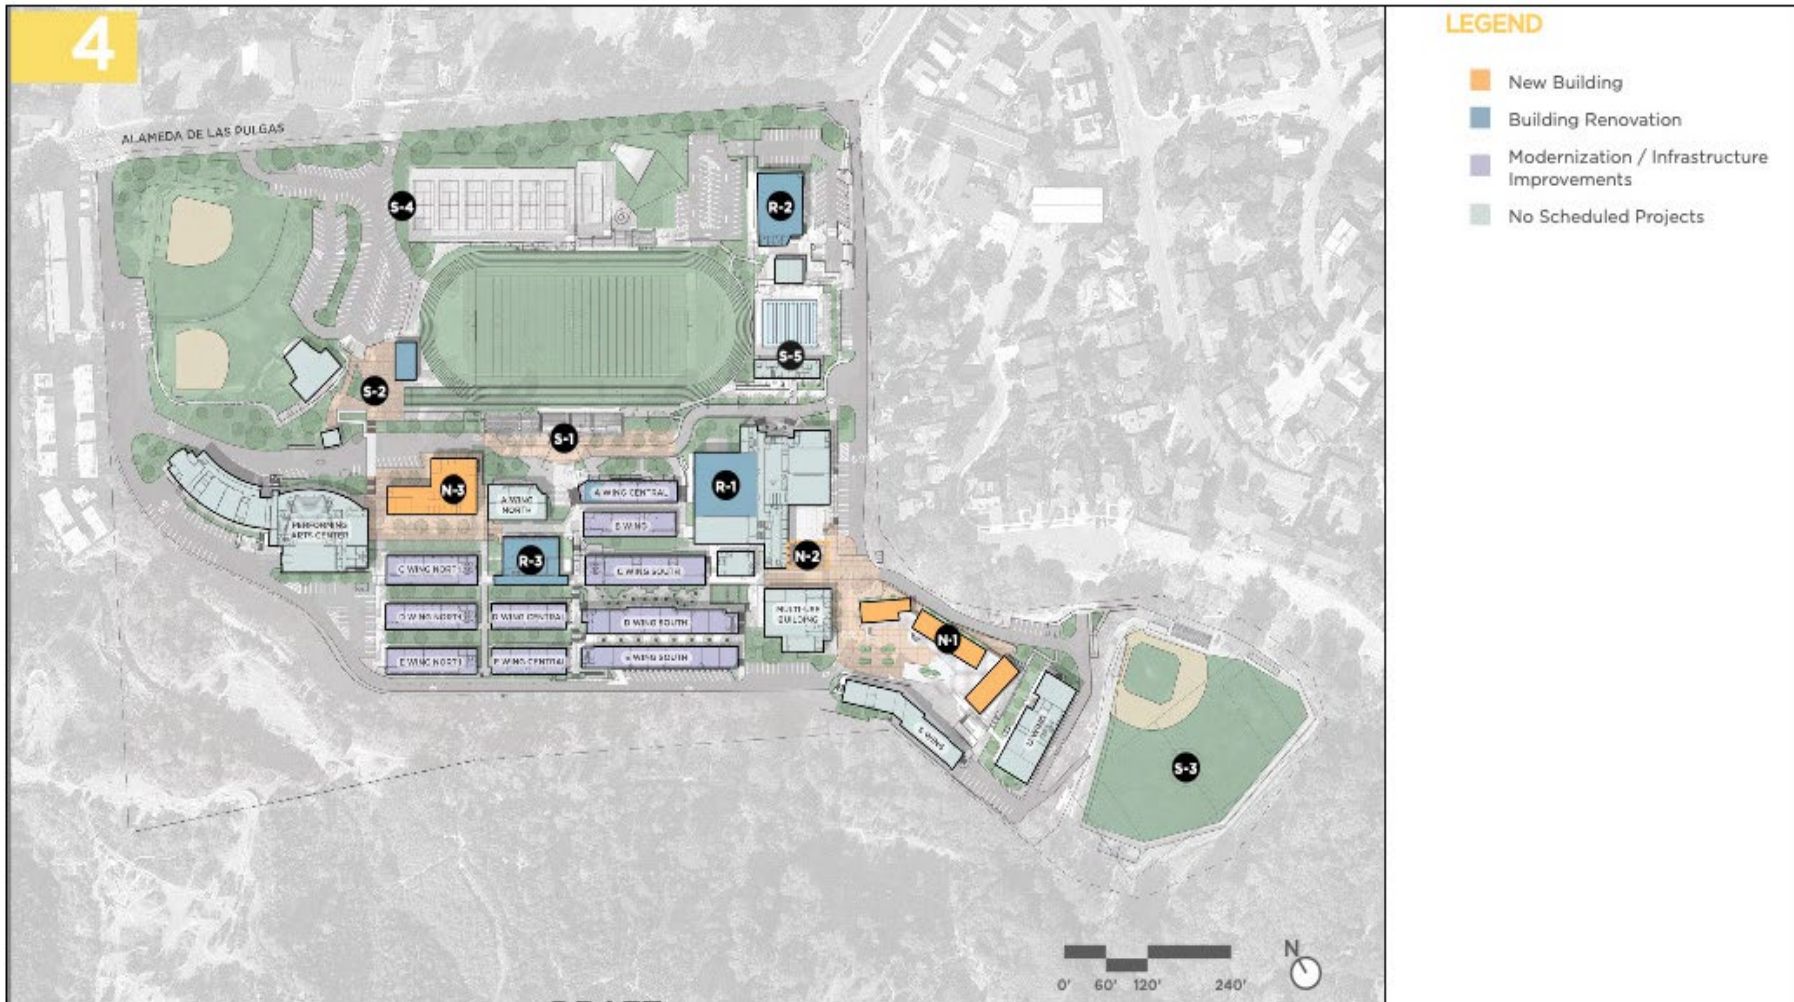 4
LEGEND
New Building
Building Renovation
Modernization / Infrastructure
Improvements
No Scheduled Projects
ALAMEDA DE LAS PULGAS
S-4
R-2
S-5
S-2
S-1
N-3
A WING
NORTH
A WING CENTRAL
R-1
B WING
PERFORMING
ARTS CENTER
R-3
N-2
C WING NORTH
C WING SOUTH
D WING NORTH
D WING CENTRAL
D WING SOUTH
MULTI-USE
BUILDING
N-1
E WING NORTH
E WING CENTRAL
E WING SOUTH
S WING
U WING
S-3
N
0' 60' 120' 240'